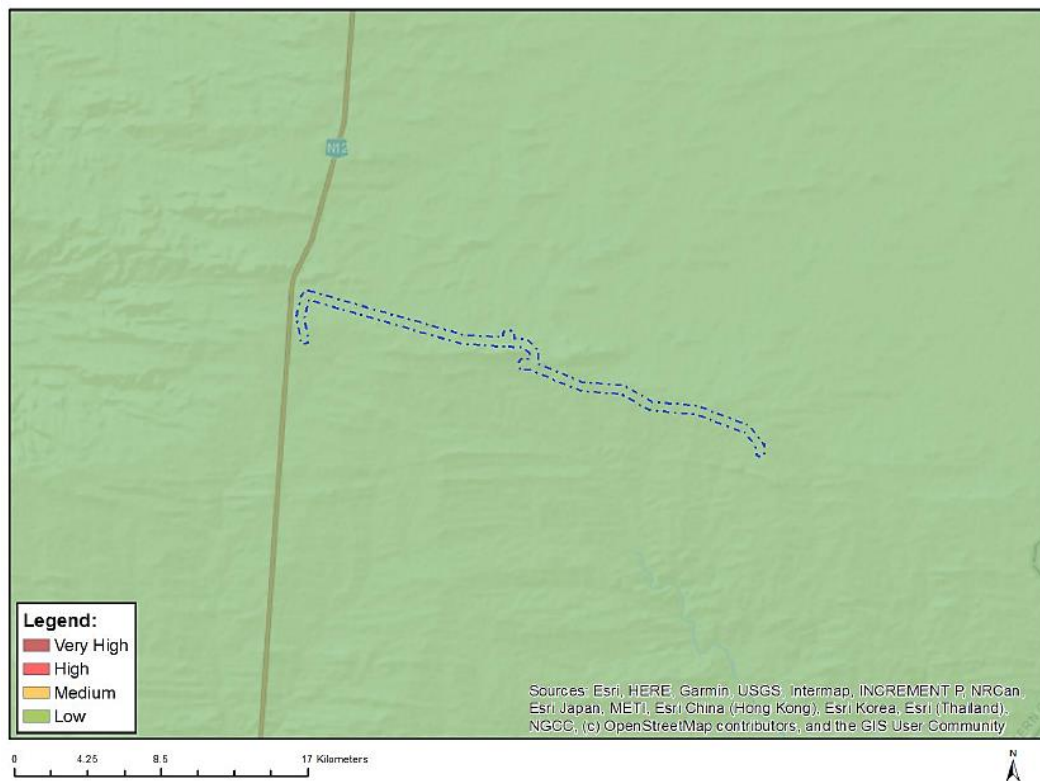 N12
Legend:
Very High
High
Medium
Low
Sources: Esri, HERE, Garmin, USGS, Intermap, INCREMENT P, NRCan,
Esri Japan, METI, Esri China (Hong Kong), Esri Korea, Esri (Thailand),
NGCC, (c) OpenStreetMap contributors, and the GIS User Community
0 4.25 8.5 17 Kilometers
N